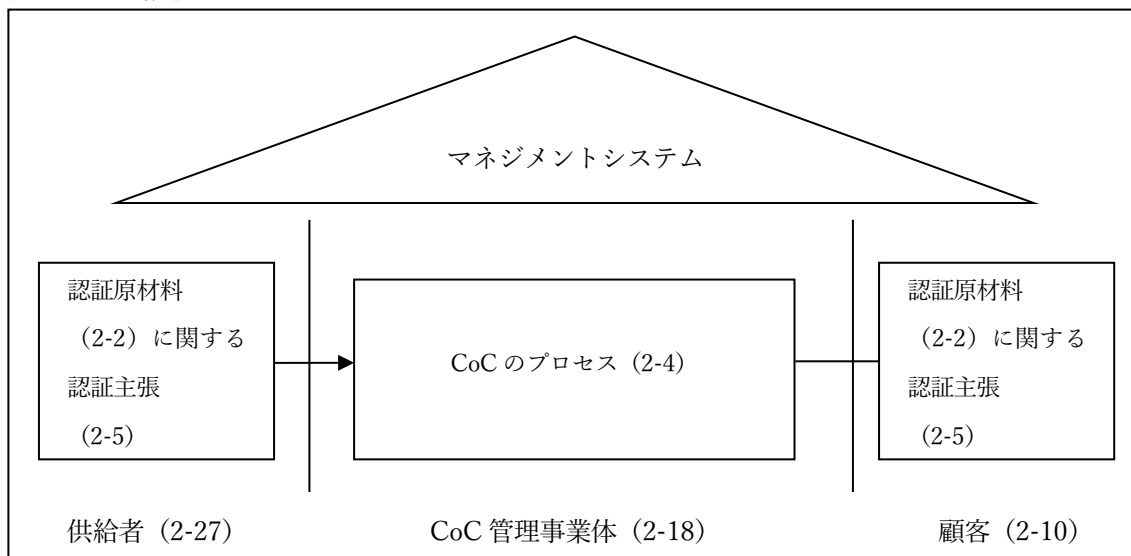 マネジメントシステム
認証原材料
（2-2）に関する
認証主張
（2-5）
CoC のプロセス（2-4）
認証原材料
（2-2）に関する
認証主張
（2-5）
供給者（2-27）
CoC 管理事業体（2-18）
顧客（2-10）